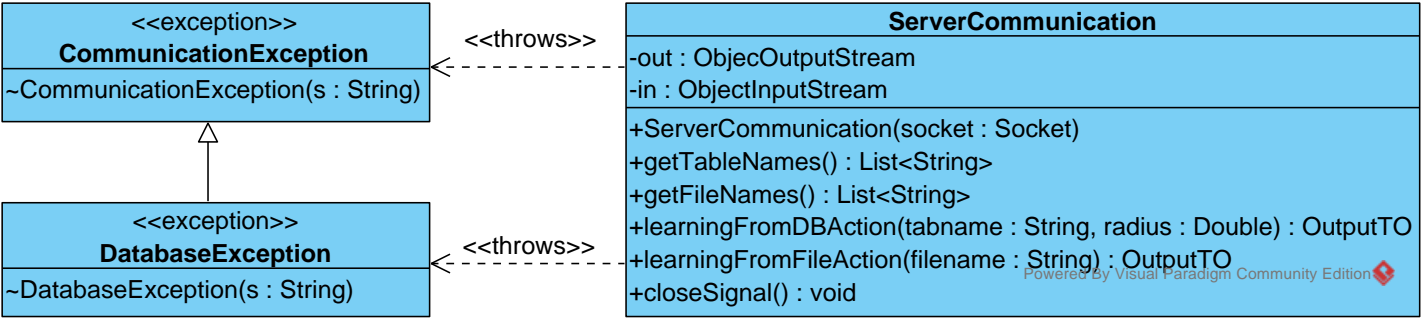 <<exception>>
CommunicationException
~CommunicationException(s : String)
<<throws>>
<<exception>>
DatabaseException
~DatabaseException(s : String)
<<throws>>
ServerCommunication
-out : ObjecOutputStream
-in : ObjectInputStream
+ServerCommunication(socket : Socket)
+getTableNames() : List<String>
+getFileNames() : List<String>
+learningFromDBAction(tabname : String, radius : Double) : OutputTO
+learningFromFileAction(filename : String) : OutputTO
+closeSignal() : void
Powered By Visual Paradigm Community Edition